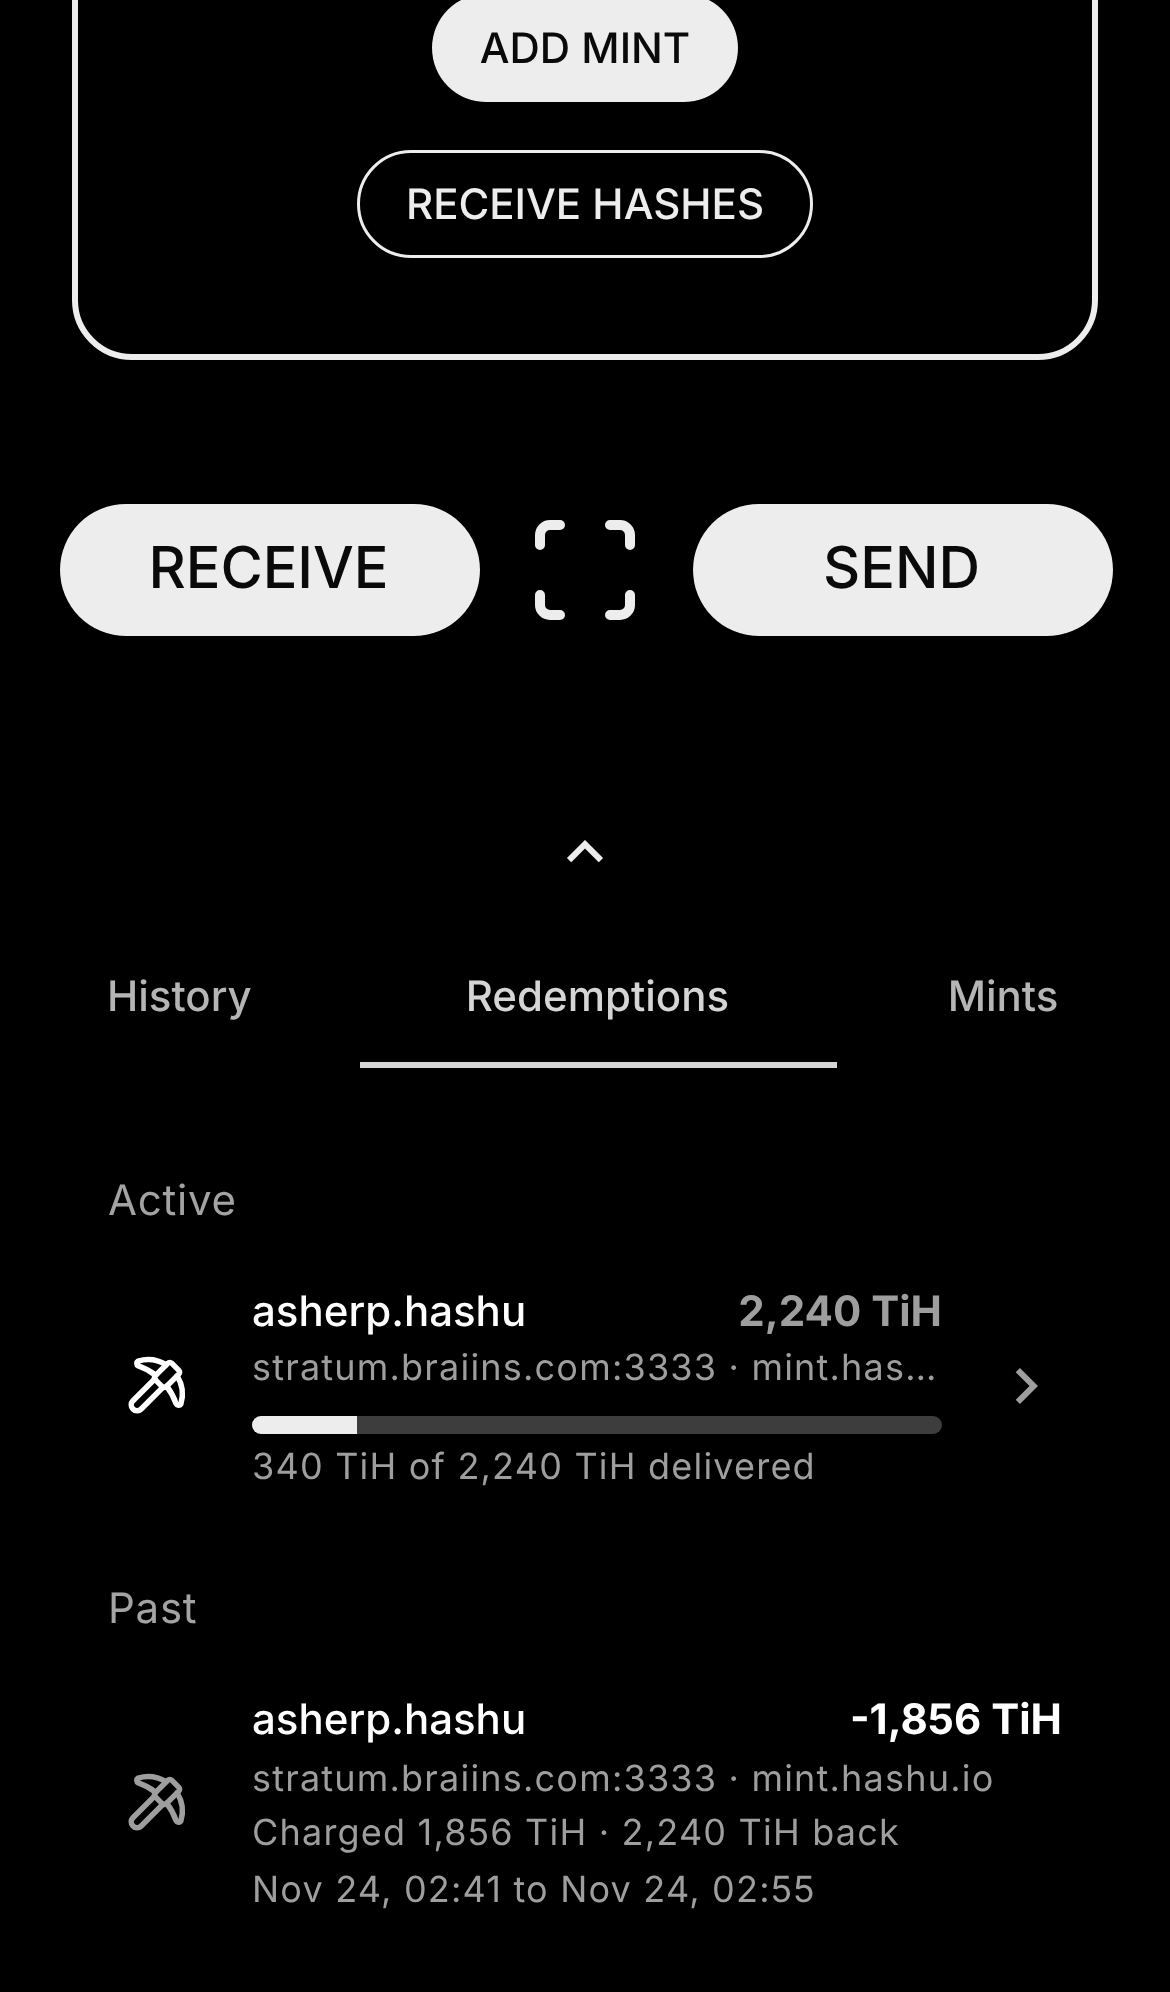 ADD MINT
RECEIVE HASHES
RECEIVE
SEND
History
Redemptions
Mints
Active
asherp.hashu
2,240 TiH
stratum.braiins.com:3333 · mint.has...
340 TiH of 2,240 TiH delivered
Past
asherp.hashu
-1,856 TiH
stratum.braiins.com:3333 · mint.hashu.io
Charged 1,856 TiH · 2,240 TiH back
Nov 24, 02:41 to Nov 24, 02:55